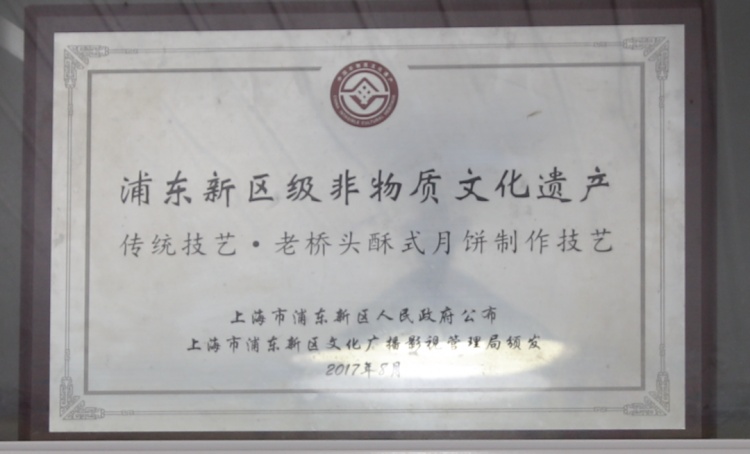 浦东新区级非物质文化遗产
传统技艺·老桥头酥式月饼制作技艺
上海市浦东新区人民政府公布
上海市浦东新区文化广播影视管理局颁发
2017年8月